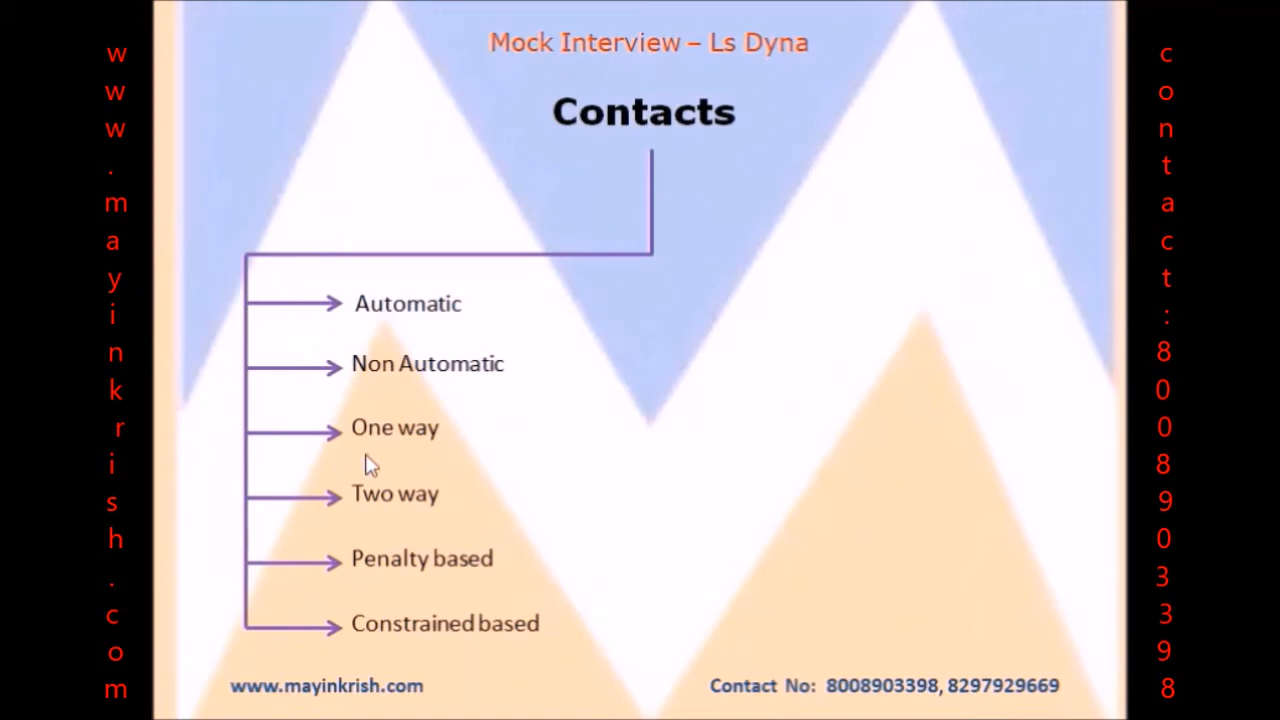 www.mayinkrish.com
Mock Interview – Ls Dyna
Contacts
Automatic
Non Automatic
One way
Two way
Penalty based
Constrained based
www.mayinkrish.com
Contact No: 8008903398, 8297929669
contact:8008903398